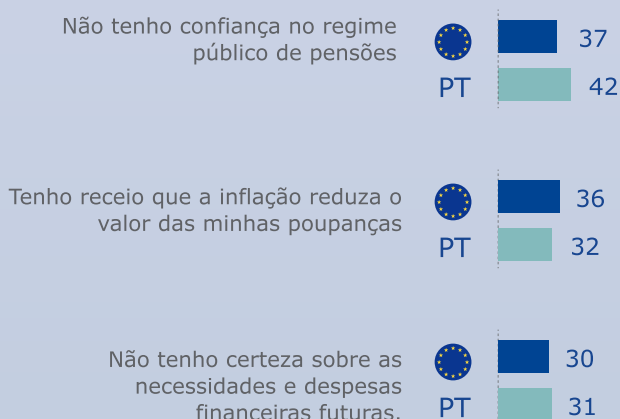 Não tenho confiança no regime
público de pensões
37
PT
42
Tenho receio que a inflação reduza o
valor das minhas poupanças
36
PT
32
Não tenho certeza sobre as
necessidades e despesas
financeiras futuras.
30
PT
31